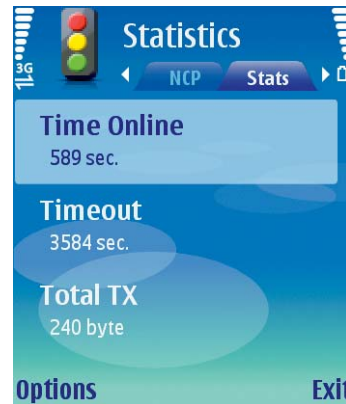 Statistics
3G
NCP Stats
Time Online
589 sec.
Timeout
3584 sec.
Total TX
240 byte
Options Exit